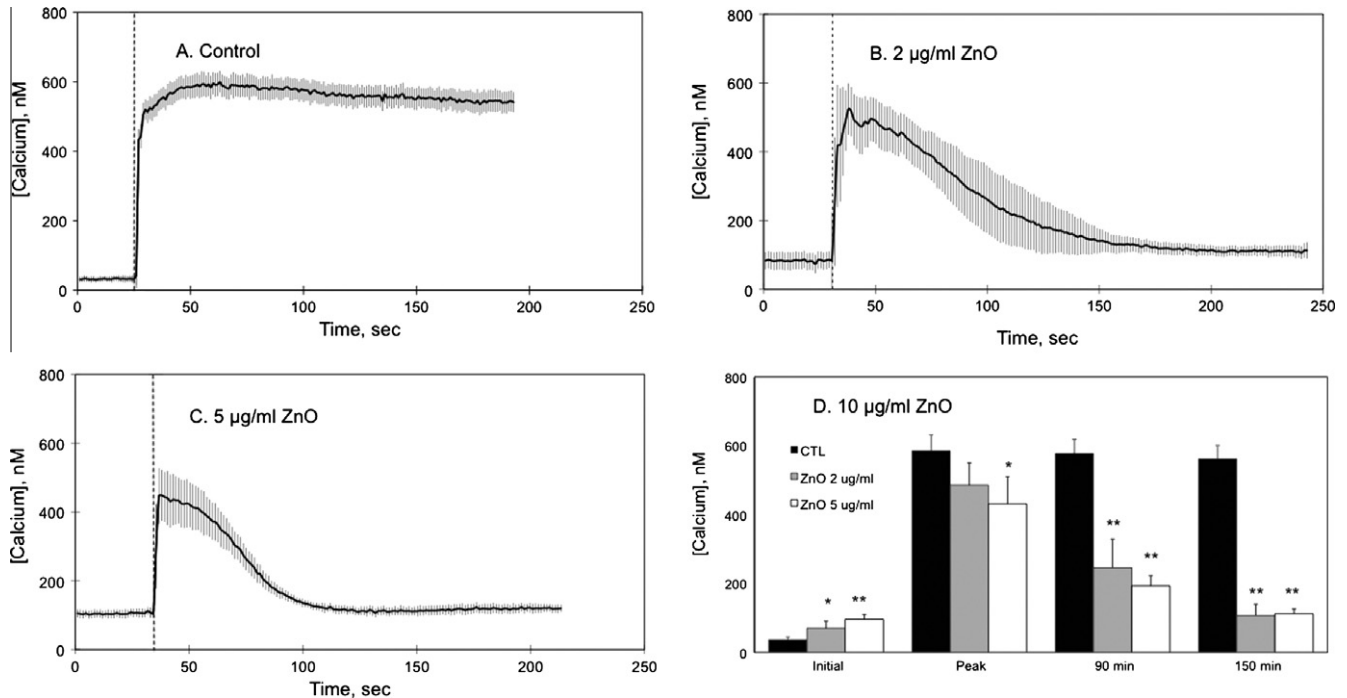 A. Control
[Calcium], nM
800
600
400
200
0
0 50 100 150 200 250
Time, sec
B. 2 µg/ml ZnO
[Calcium], nM
800
600
400
200
0
0 50 100 150 200 250
Time, sec
C. 5 µg/ml ZnO
[Calcium], nM
800
600
400
200
0
0 50 100 150 200 250
Time, sec
D. 10 µg/ml ZnO
[Calcium], nM
800
600
400
200
0
CTL
ZnO 2 ug/ml
ZnO 5 ug/ml
* **
*
** **
** **
Initial Peak 90 min 150 min